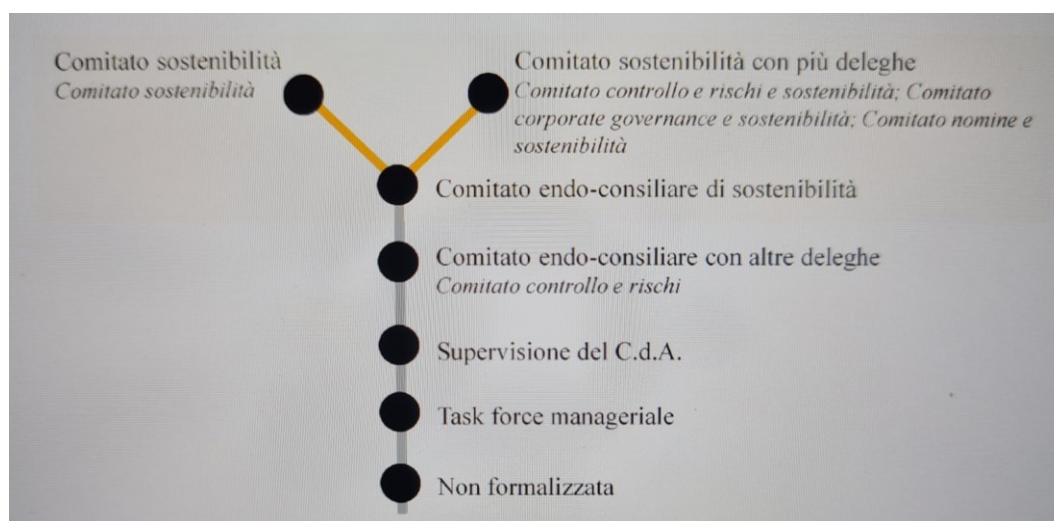 Comitato sostenibilità
Comitato sostenibilità
Comitato sostenibilità con più deleghe
Comitato controllo e rischi e sostenibilità; Comitato
corporate governance e sostenibilità; Comitato nomine e
sostenibilità
Comitato endo-consiliare di sostenibilità
Comitato endo-consiliare con altre deleghe
Comitato controllo e rischi
Supervisione del C.d.A.
Task force manageriale
Non formalizzata